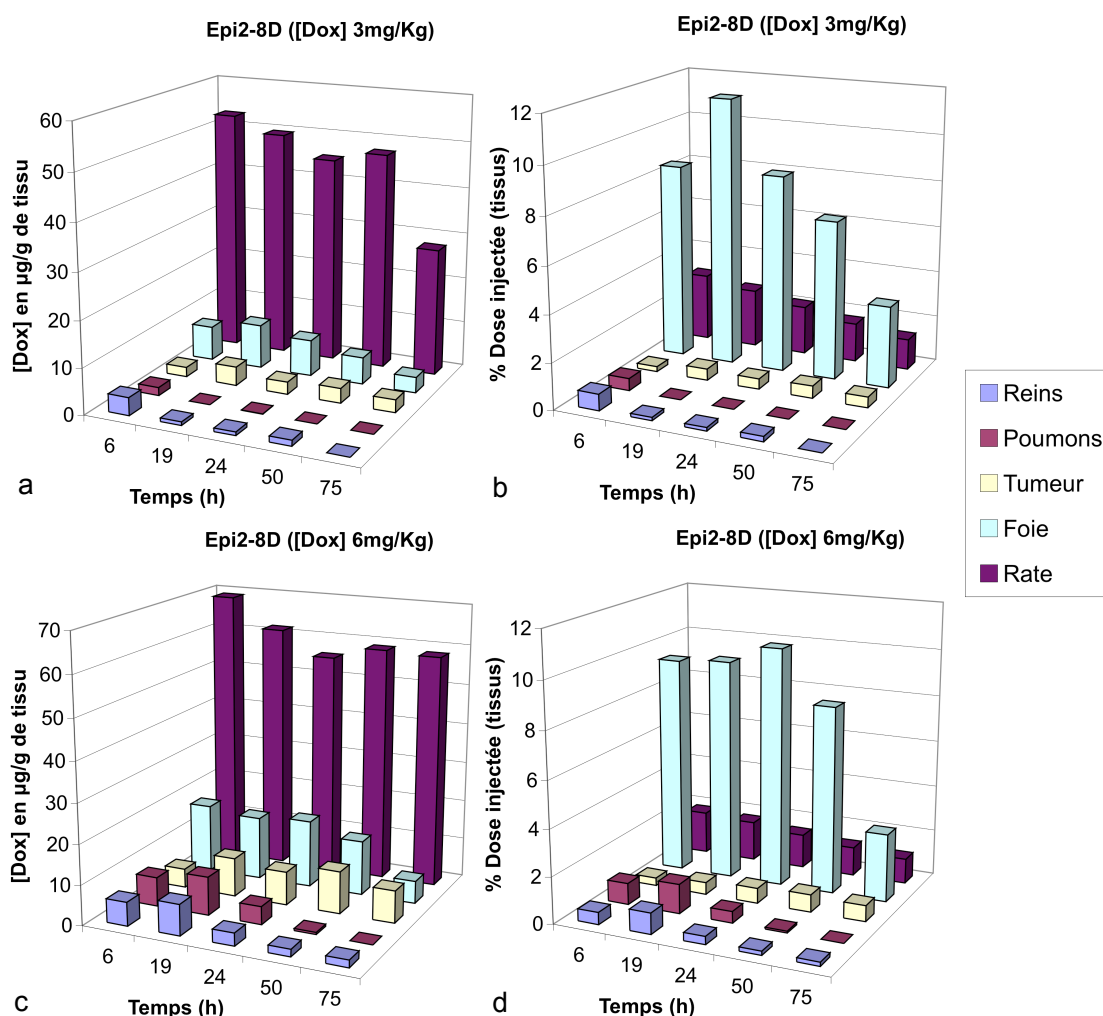 Epi2-8D ([Dox] 3mg/Kg)
[Dox] en µg/g de tissu
60
50
40
30
20
10
0
6
19
24
50
75
Temps (h)
a
Epi2-8D ([Dox] 3mg/Kg)
% Dose injectée (tissus)
12
10
8
6
4
2
0
6
19
24
50
75
Temps (h)
b
Reins
Poumons
Tumeur
Foie
Rate
Epi2-8D ([Dox] 6mg/Kg)
[Dox] en µg/g de tissu
70
60
50
40
30
20
10
0
6
19
24
50
75
Temps (h)
c
Epi2-8D ([Dox] 6mg/Kg)
% Dose injectée (tissus)
12
10
8
6
4
2
0
6
19
24
50
75
Temps (h)
d